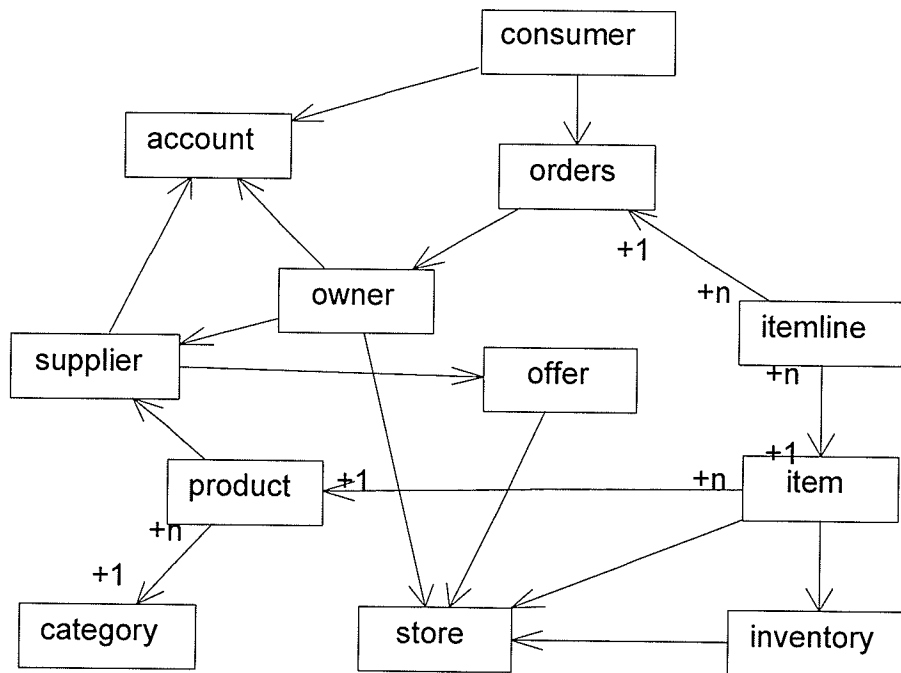 consumer
account
orders
+1
+n
owner
itemline
supplier
offer
+n
+1
product
+1
+n
item
+n
+1
category
store
inventory